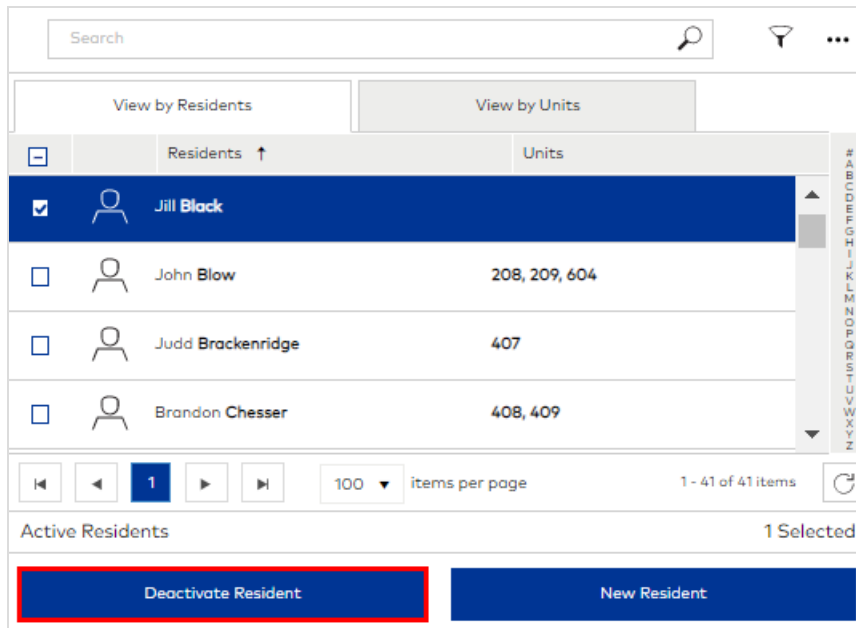 Search
View by Residents View by Units
Residents ↑ Units
Jill Black
John Blow 208, 209, 604
Judd Brackenridge 407
Brandon Chesser 408, 409
#
A
B
C
D
E
F
G
H
I
J
K
L
M
N
O
P
Q
R
S
T
U
V
W
X
Y
Z
1 100 items per page 1 - 41 of 41 items
Active Residents 1 Selected
Deactivate Resident New Resident